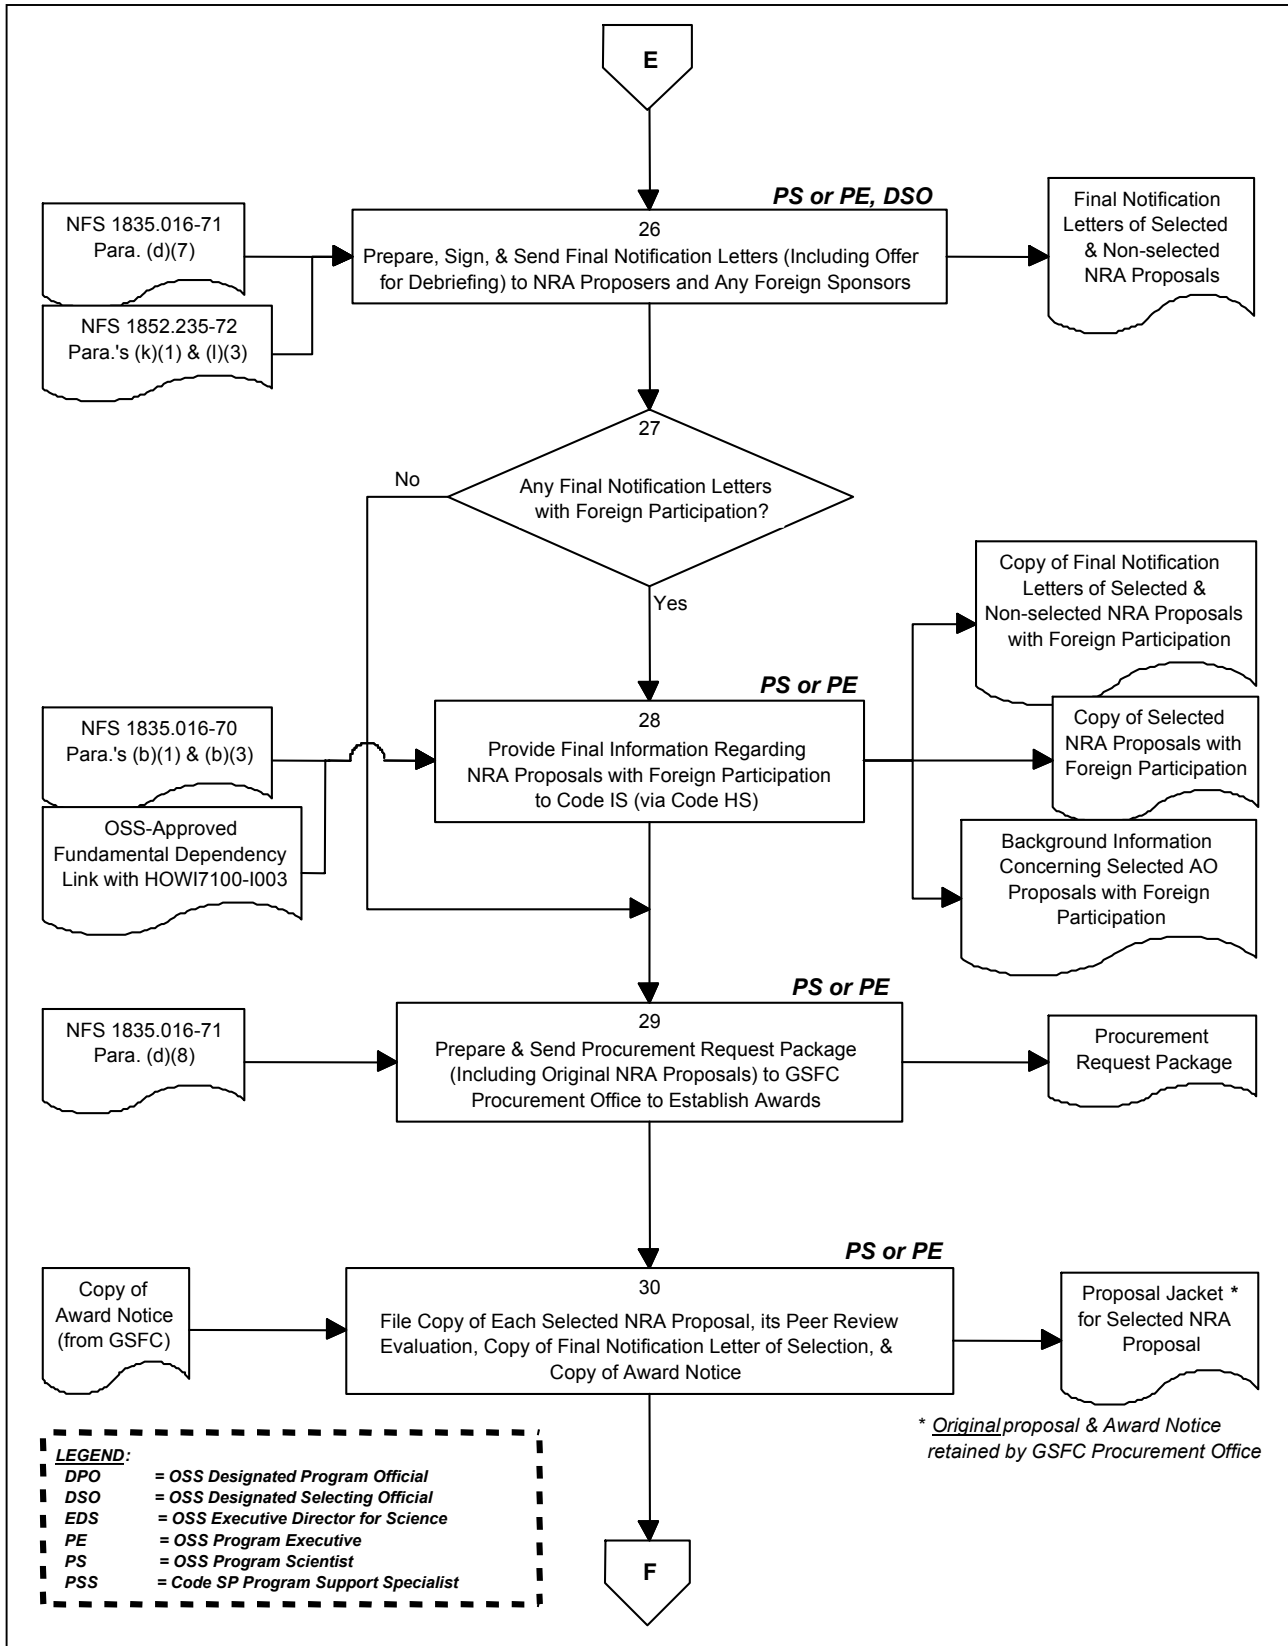 E
PS or PE, DSO
NFS 1835.016-71
Para. (d)(7)
NFS 1852.235-72
Para.'s (k)(1) & (l)(3)
26
Prepare, Sign, & Send Final Notification Letters (Including Offer
for Debriefing) to NRA Proposers and Any Foreign Sponsors
Final Notification
Letters of Selected
& Non-selected
NRA Proposals
27
Any Final Notification Letters
with Foreign Participation?
No
Yes
PS or PE
NFS 1835.016-70
Para.'s (b)(1) & (b)(3)
OSS-Approved
Fundamental Dependency
Link with HOWI7100-I003
28
Provide Final Information Regarding
NRA Proposals with Foreign Participation
to Code IS (via Code HS)
Copy of Final Notification
Letters of Selected &
Non-selected NRA Proposals
with Foreign Participation
Copy of Selected
NRA Proposals with
Foreign Participation
Background Information
Concerning Selected AO
Proposals with Foreign
Participation
PS or PE
NFS 1835.016-71
Para. (d)(8)
29
Prepare & Send Procurement Request Package
(Including Original NRA Proposals) to GSFC
Procurement Office to Establish Awards
Procurement
Request Package
PS or PE
Copy of
Award Notice
(from GSFC)
30
File Copy of Each Selected NRA Proposal, its Peer Review
Evaluation, Copy of Final Notification Letter of Selection, &
Copy of Award Notice
Proposal Jacket *
for Selected NRA
Proposal
* Original proposal & Award Notice
retained by GSFC Procurement Office
LEGEND:
DPO = OSS Designated Program Official
DSO = OSS Designated Selecting Official
EDS = OSS Executive Director for Science
PE = OSS Program Executive
PS = OSS Program Scientist
PSS = Code SP Program Support Specialist
F